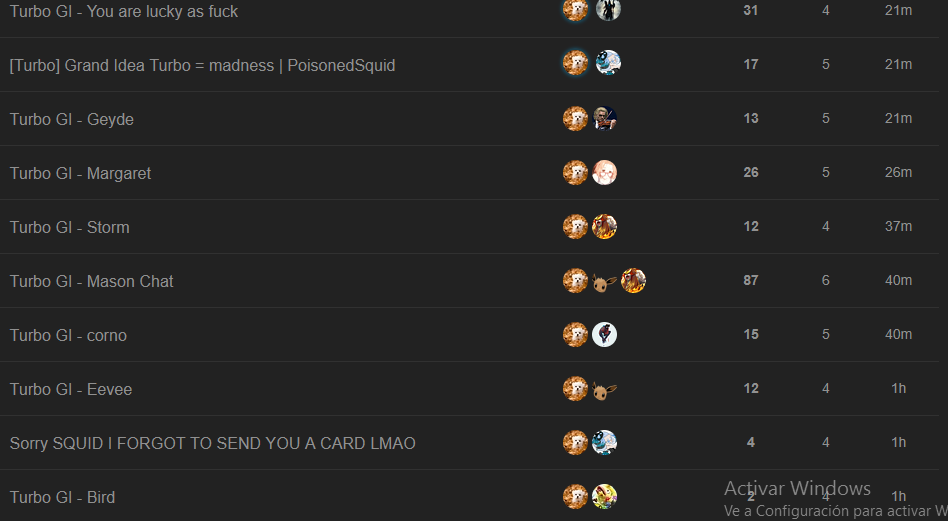 Turbo GI - You are lucky as fuck 31 4 21m
[Turbo] Grand Idea Turbo = madness | PoisonedSquid 17 5 21m
Turbo GI - Geyde 13 5 21m
Turbo GI - Margaret 26 5 26m
Turbo GI - Storm 12 4 37m
Turbo GI - Mason Chat 87 6 40m
Turbo GI - corno 15 5 40m
Turbo GI - Eevee 12 4 1h
Sorry SQUID I FORGOT TO SEND YOU A CARD LMAO 4 4 1h
Turbo GI - Bird 2 4 1h
Activar Windows
Ve a Configuración para activar W